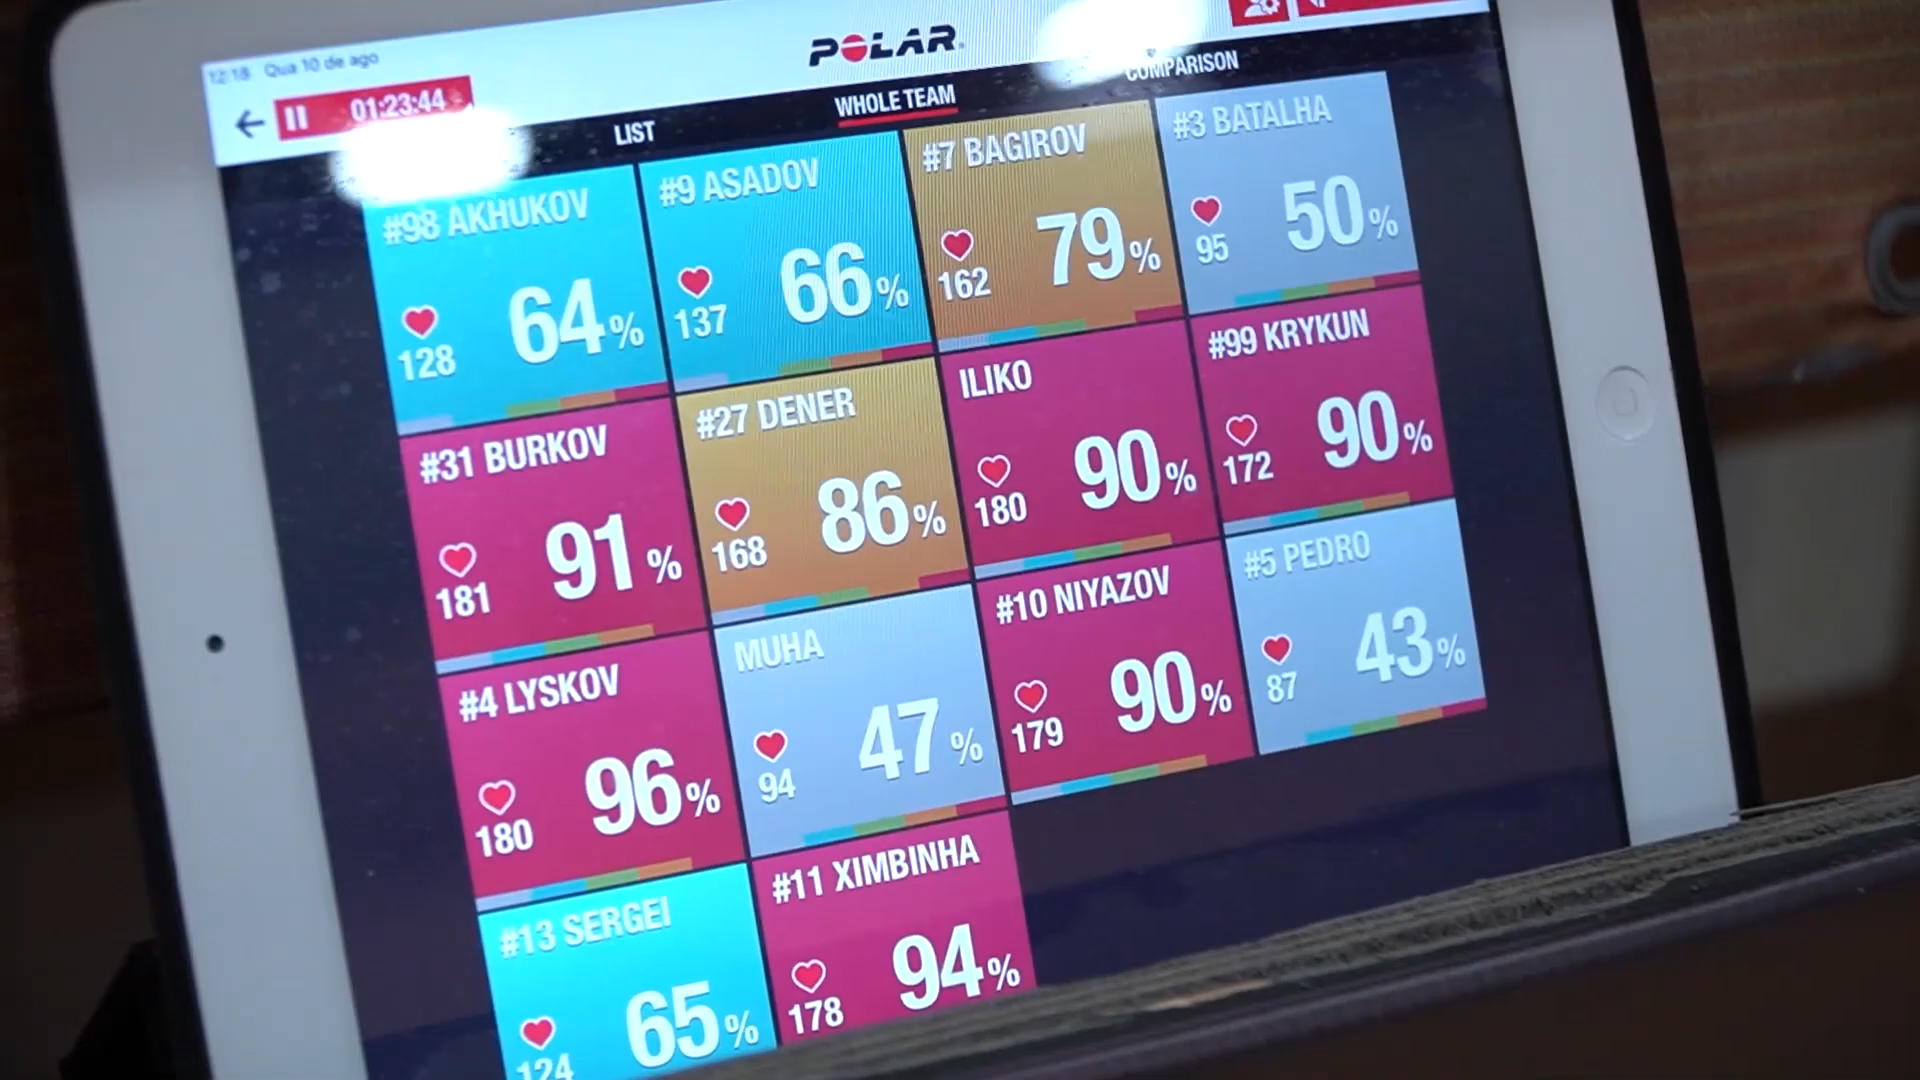 12:18 Qua 10 de ago
POLAR
01:23:44
LIST
WHOLE TEAM
COMPARISON
#98 AKHUKOV
128
64%
#9 ASADOV
137
66%
#7 BAGIROV
162
79%
#3 BATALHA
95
50%
#31 BURKOV
181
91%
#27 DENER
168
86%
ILIKO
180
90%
#99 KRYKUN
172
90%
#4 LYSKOV
180
96%
MUHA
94
47%
#10 NIYAZOV
179
90%
#5 PEDRO
87
43%
#13 SERGEI
124
65%
#11 XIMBINHA
178
94%